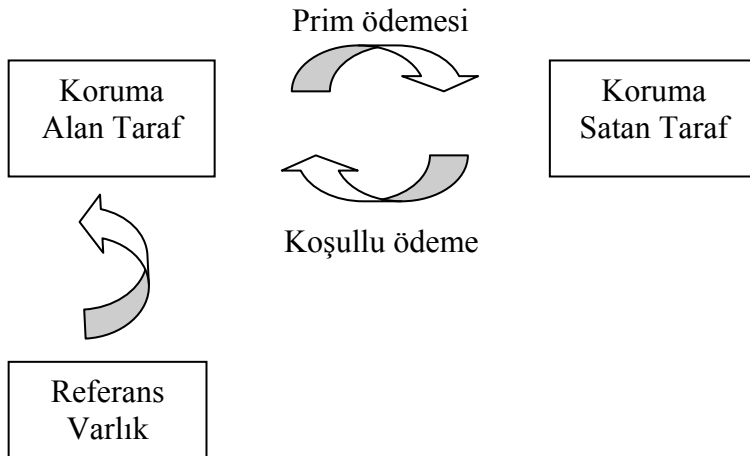 Prim ödemesi
Koruma
Alan Taraf
Koruma
Satan Taraf
Koşullu ödeme
Referans
Varlık